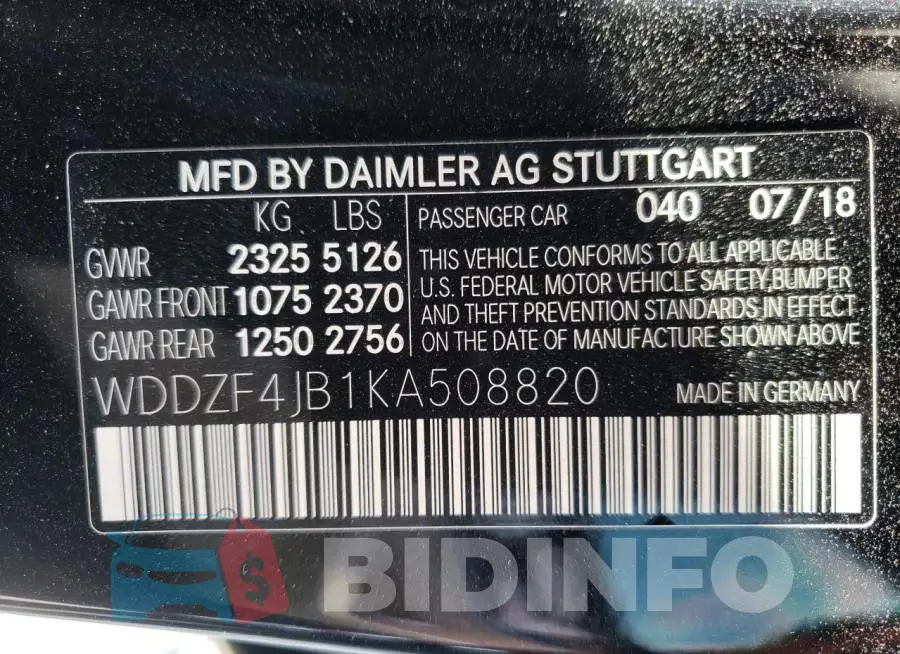 MFD BY DAIMLER AG STUTTGART
KG LBS
GVWR 2325 5126
GAWR FRONT 1075 2370
GAWR REAR 1250 2756
PASSENGER CAR 040 07/18
THIS VEHICLE CONFORMS TO ALL APPLICABLE
U.S. FEDERAL MOTOR VEHICLE SAFETY,BUMPER
AND THEFT PREVENTION STANDARDS IN EFFECT
ON THE DATE OF MANUFACTURE SHOWN ABOVE
WDDZF4JB1KA508820 MADE IN GERMANY
$ BIDINFO